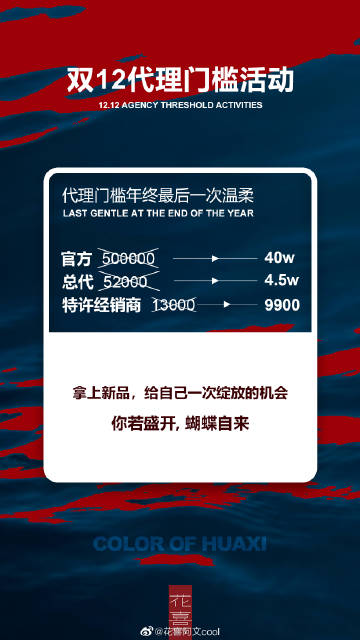 双12代理门槛活动
12.12 AGENCY THRESHOLD ACTIVITIES
代理门槛年终最后一次温柔
LAST GENTLE AT THE END OF THE YEAR
官方 500000 40w
总代 52000 4.5w
特许经销商 13000 9900
拿上新品，给自己一次绽放的机会
你若盛开, 蝴蝶自来
COLOR OF HUAXI
花喜
@花喜阿文cool